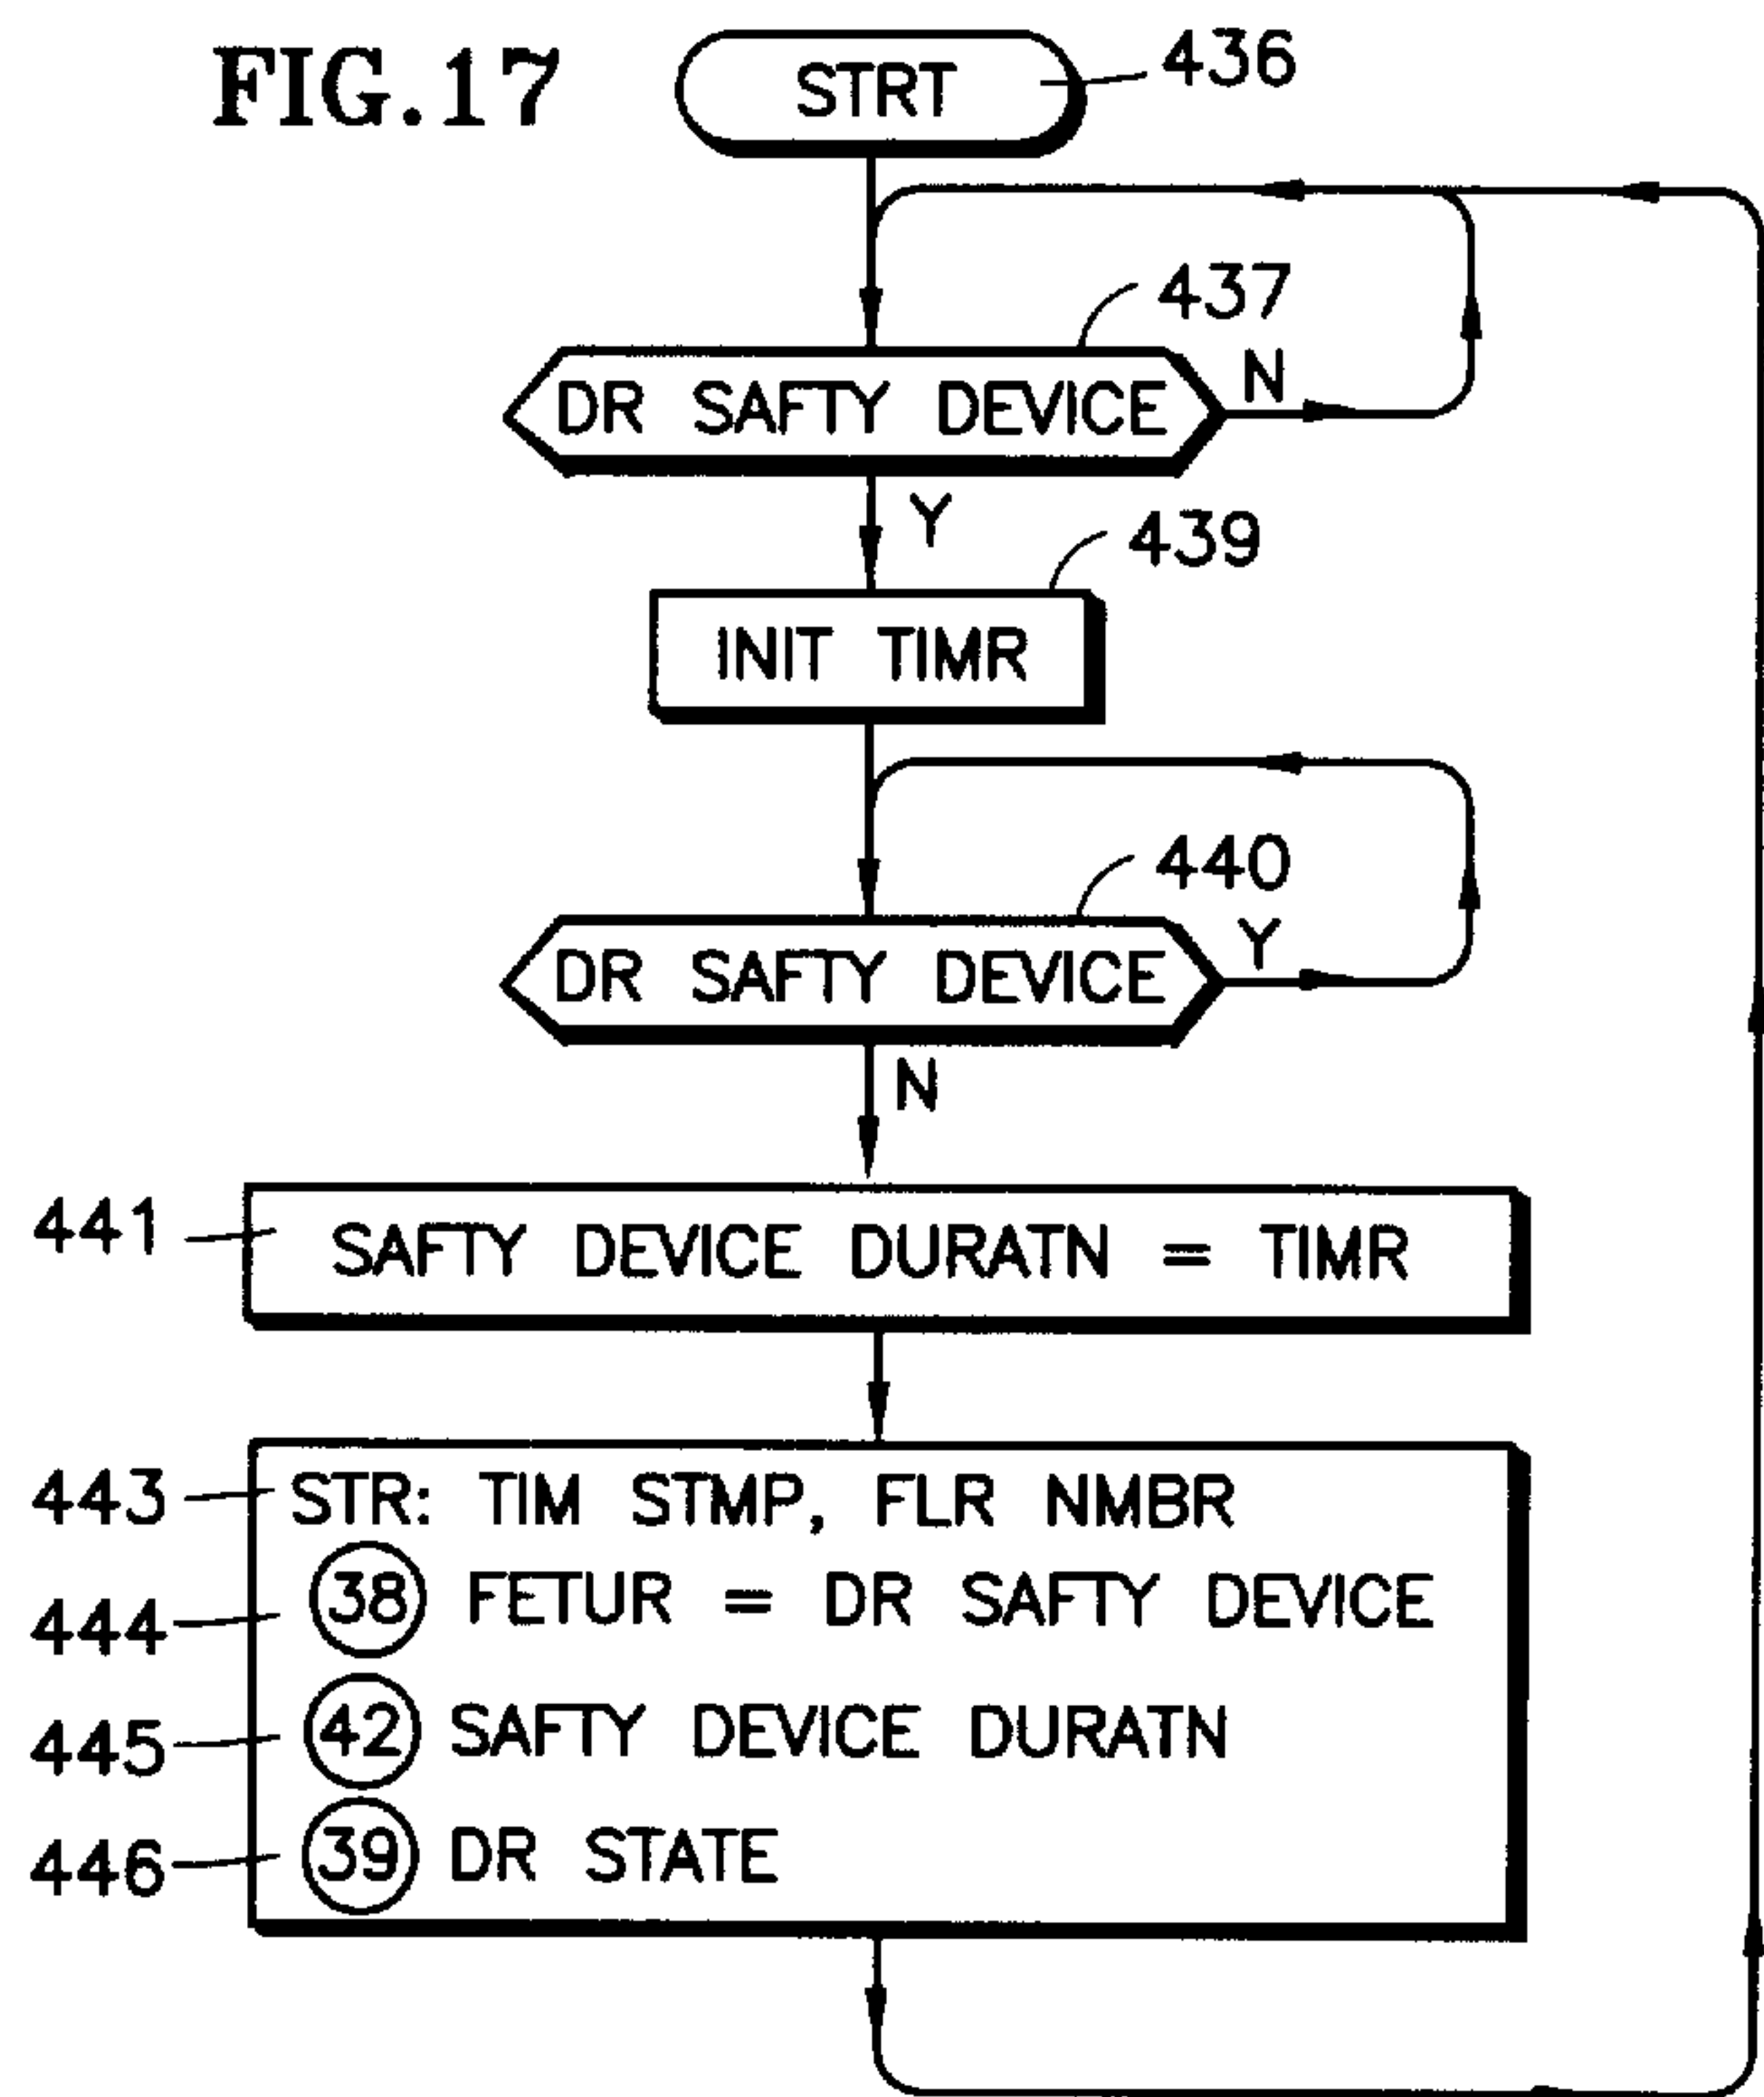 FIG.17
STRT
436
437
DR SAFTY DEVICE
N
Y
439
INIT TIMR
440
DR SAFTY DEVICE
Y
N
441
SAFTY DEVICE DURATN = TIMR
443
STR: TIM STMP, FLR NMBR
444
38 FETUR = DR SAFTY DEVICE
445
42 SAFTY DEVICE DURATN
446
39 DR STATE